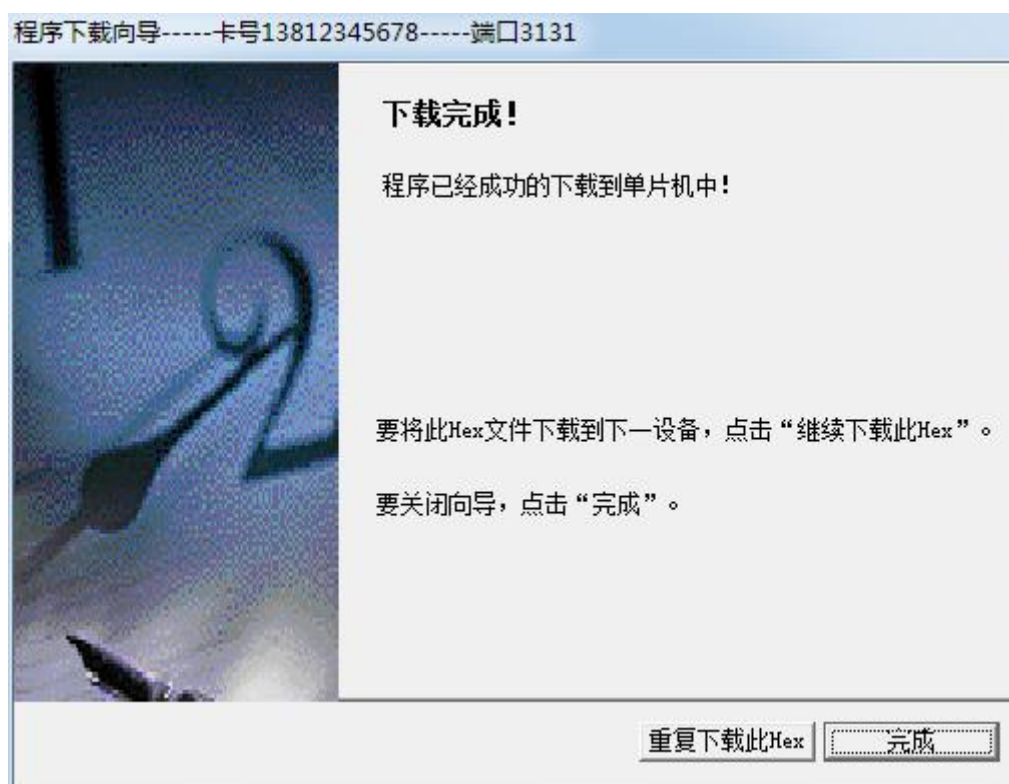 程序下载向导-----卡号13812345678-----端口3131
下载完成!
程序已经成功的下载到单片机中!
要将此Hex文件下载到下一设备，点击“继续下载此Hex”。
要关闭向导，点击“完成”。
重复下载此Hex
完成